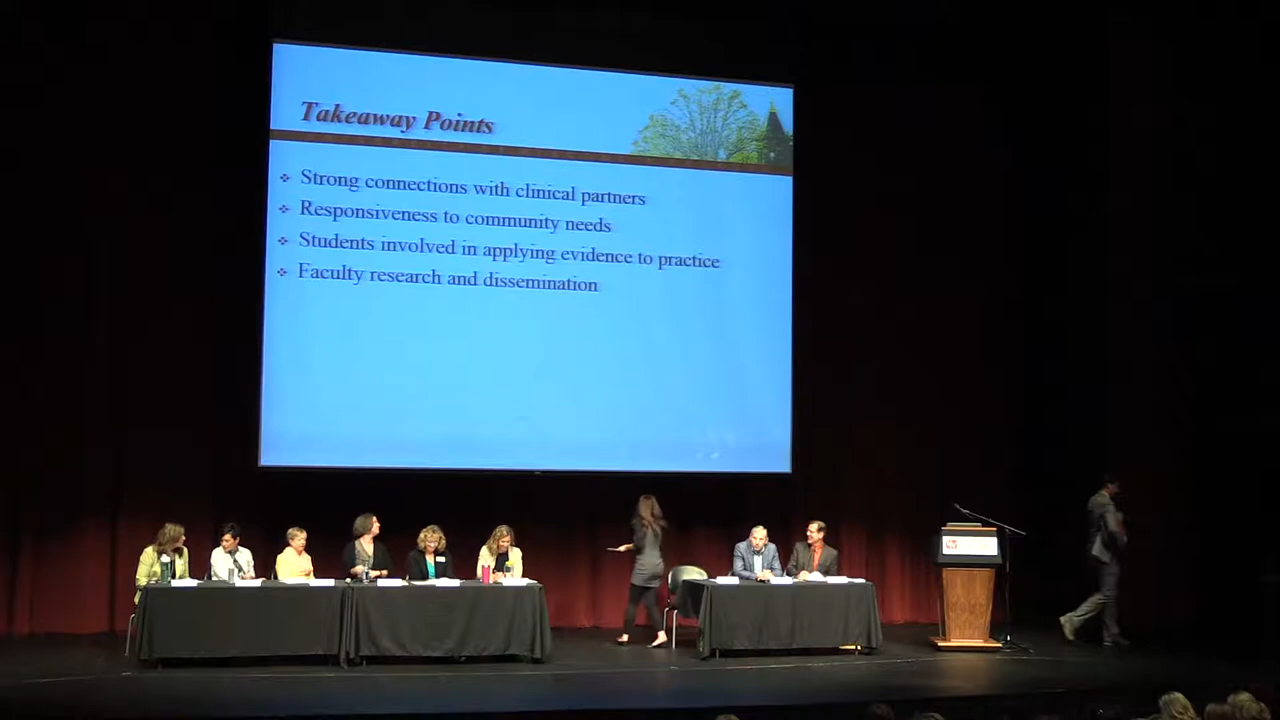 Takeaway Points
Strong connections with clinical partners
Responsiveness to community needs
Students involved in applying evidence to practice
Faculty research and dissemination